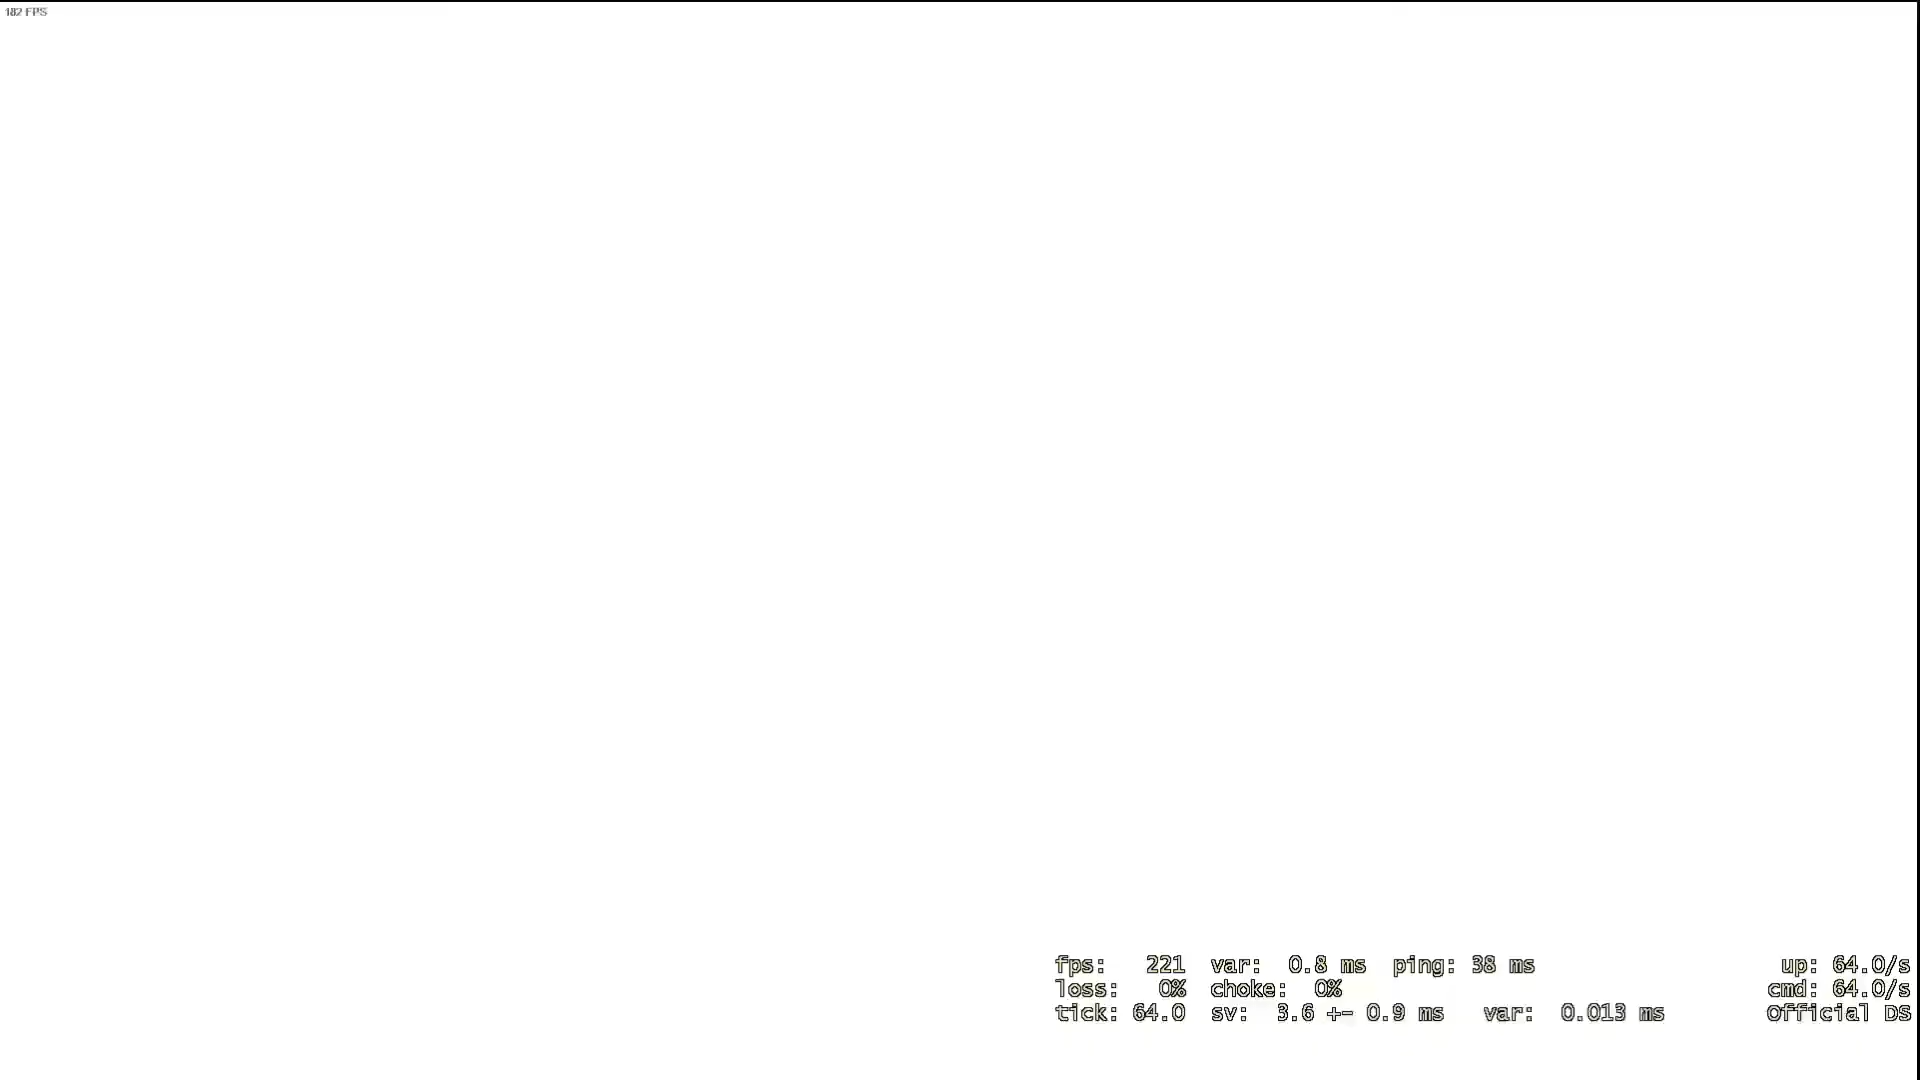 182 FPS
fps: 221 var: 0.8 ms ping: 38 ms up: 64.0/s
loss: 0% choke: 0% cmd: 64.0/s
tick: 64.0 sv: 3.6 +- 0.9 ms var: 0.013 ms Official DS